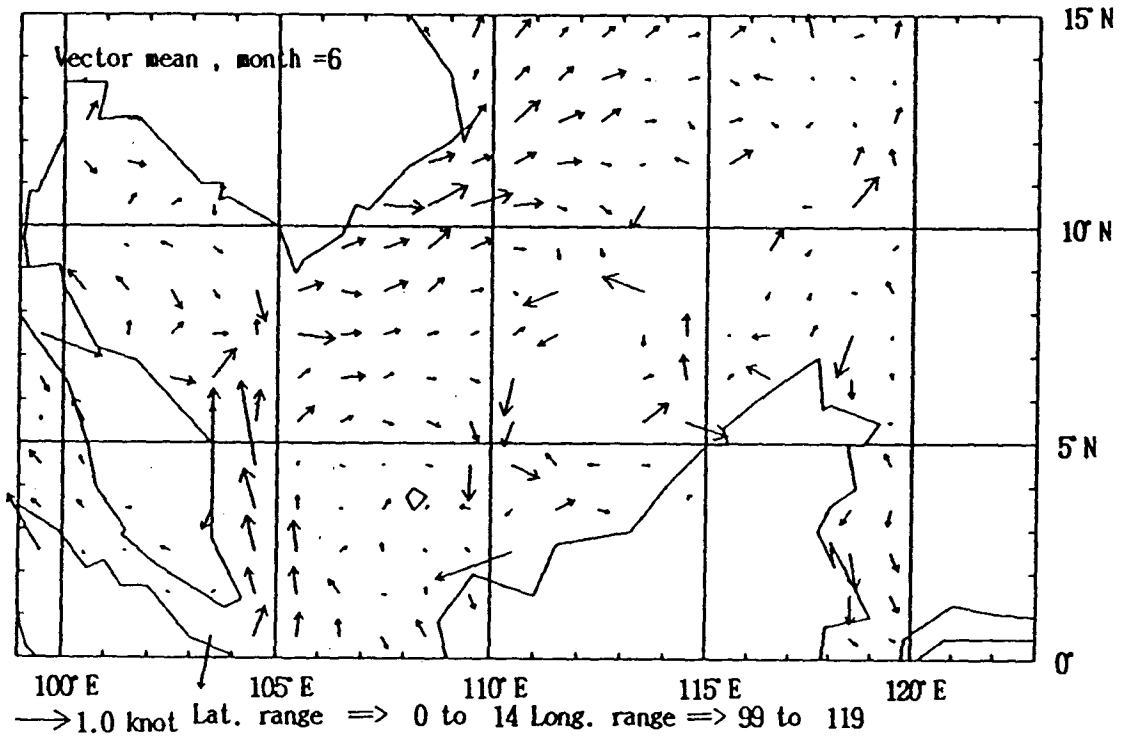 15° N
Vector mean , month =6
10° N
5° N
0°
100° E 105° E 110° E 115° E 120° E
1.0 knot Lat. range => 0 to 14 Long. range => 99 to 119